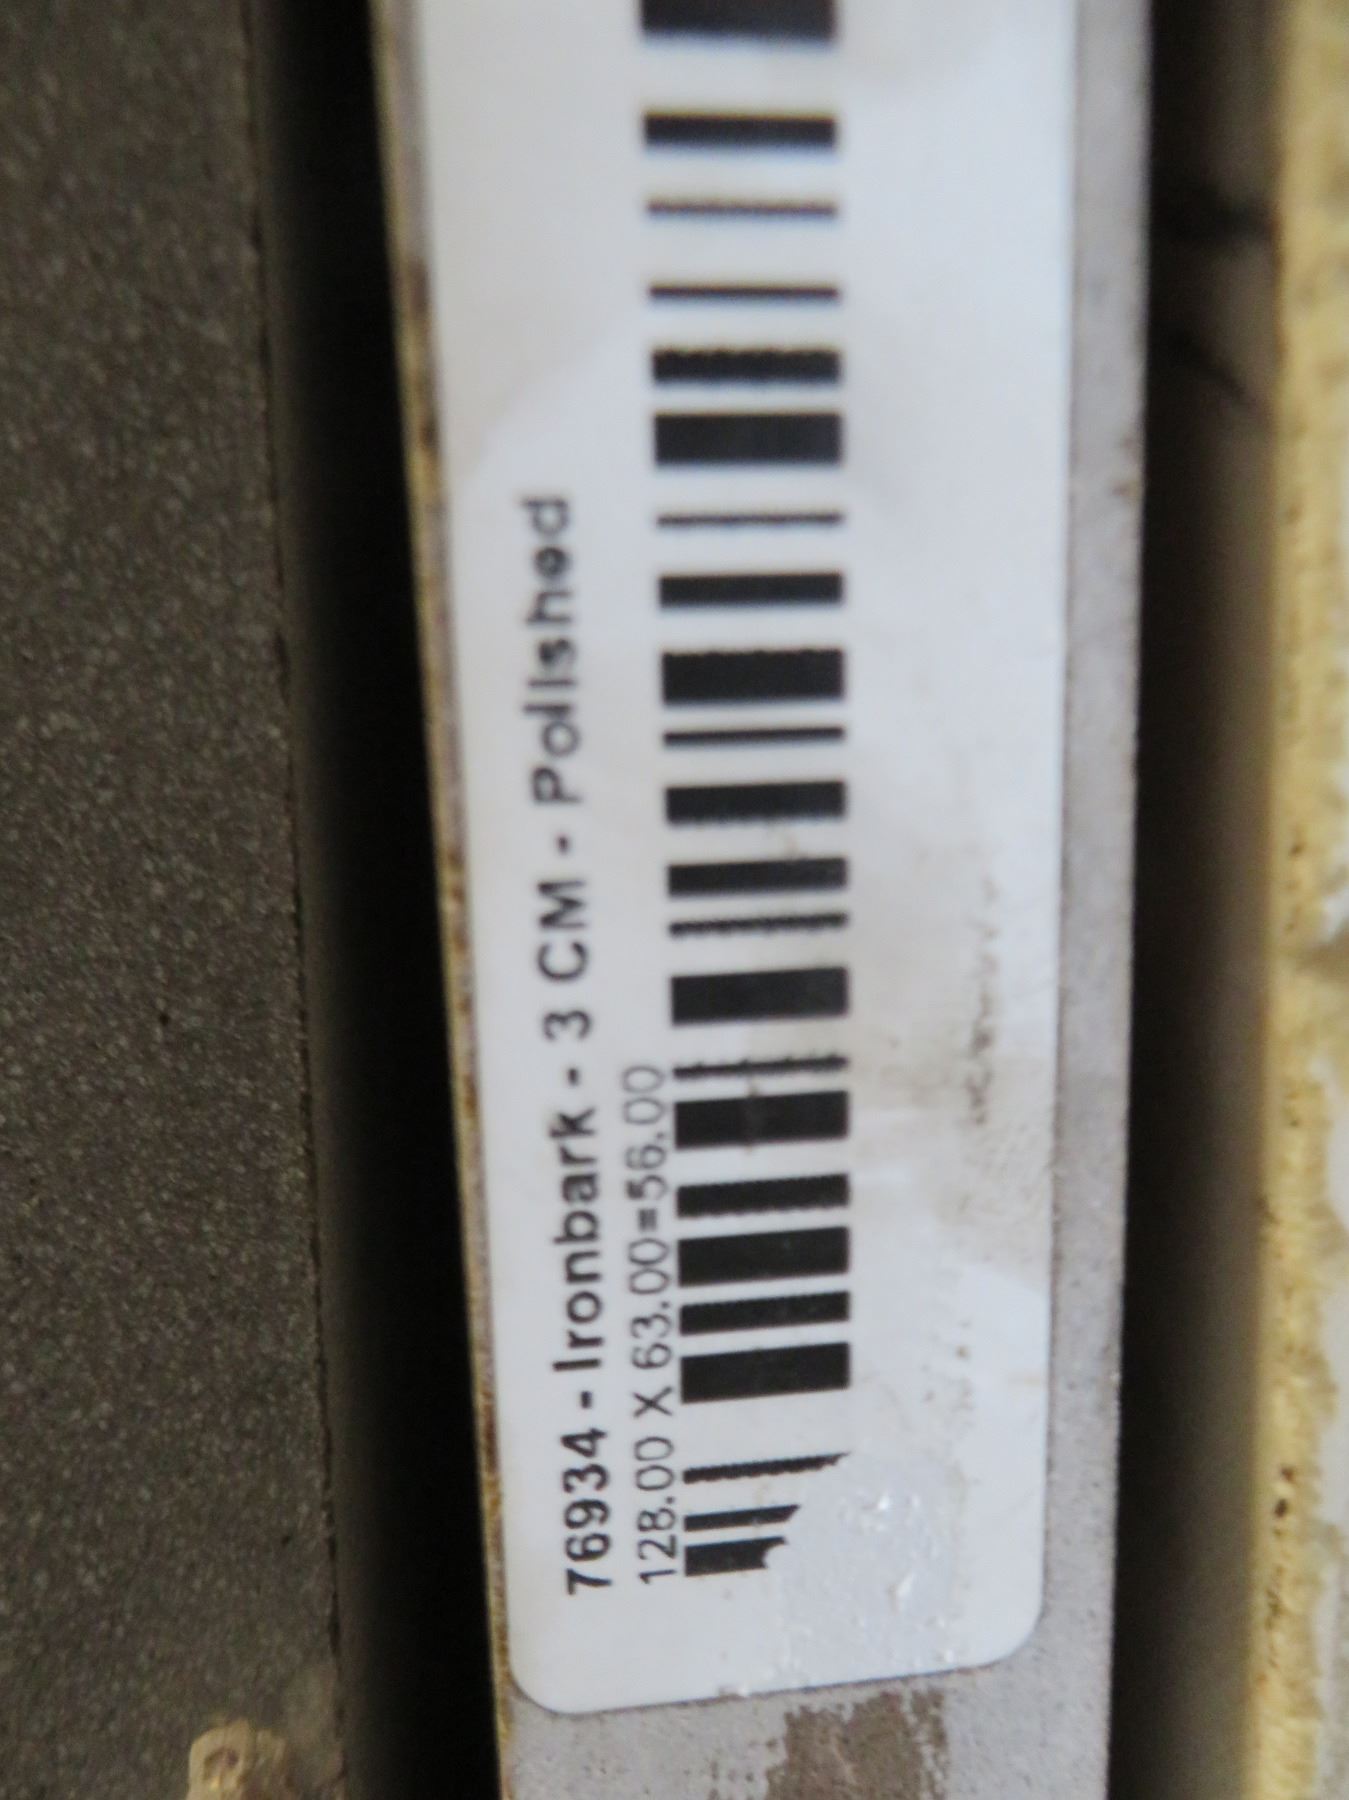 76934 - Ironbark - 3 CM - Polished
128.00 X 63.00=56.00